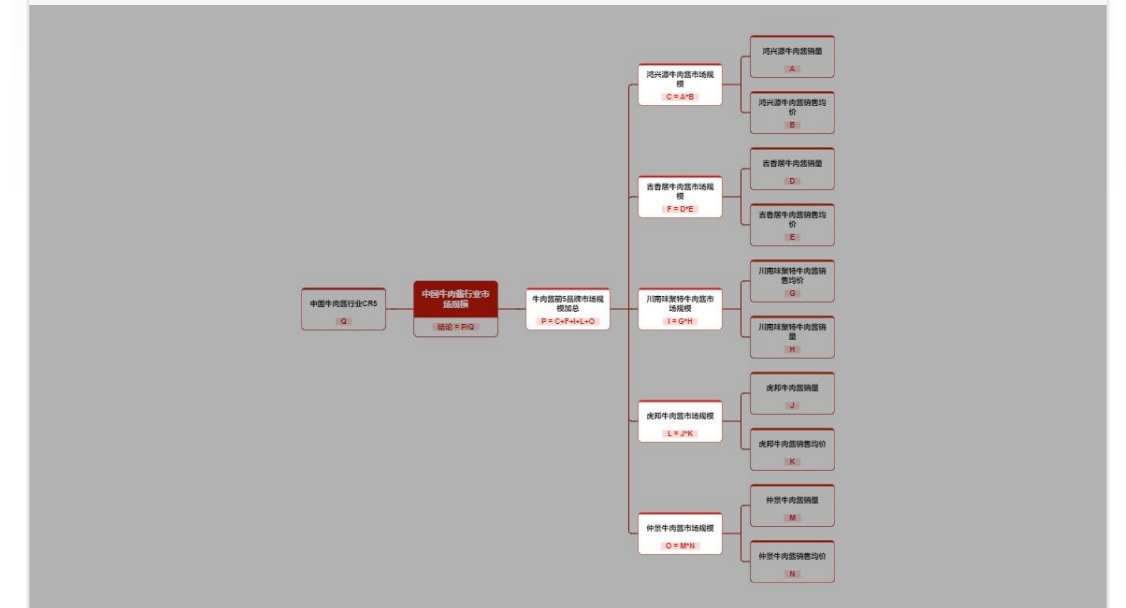 鸿兴源牛肉酱销量
A
鸿兴源牛肉酱市场规
模
C = A*B
鸿兴源牛肉酱销售均
价
B
吉香居牛肉酱销量
D
吉香居牛肉酱市场规
模
F = D*E
吉香居牛肉酱销售均
价
E
中国牛肉酱行业CR5
Q
中国牛肉酱行业市
场规模
结论 = P/Q
牛肉酱前5品牌市场规
模加总
P = C+F+I+L+O
川南味聚特牛肉酱市
场规模
I = G*H
川南味聚特牛肉酱销
售均价
G
川南味聚特牛肉酱销
量
H
虎邦牛肉酱市场规模
L = J*K
虎邦牛肉酱销量
J
虎邦牛肉酱销售均价
K
仲景牛肉酱市场规模
O = M*N
仲景牛肉酱销量
M
仲景牛肉酱销售均价
N